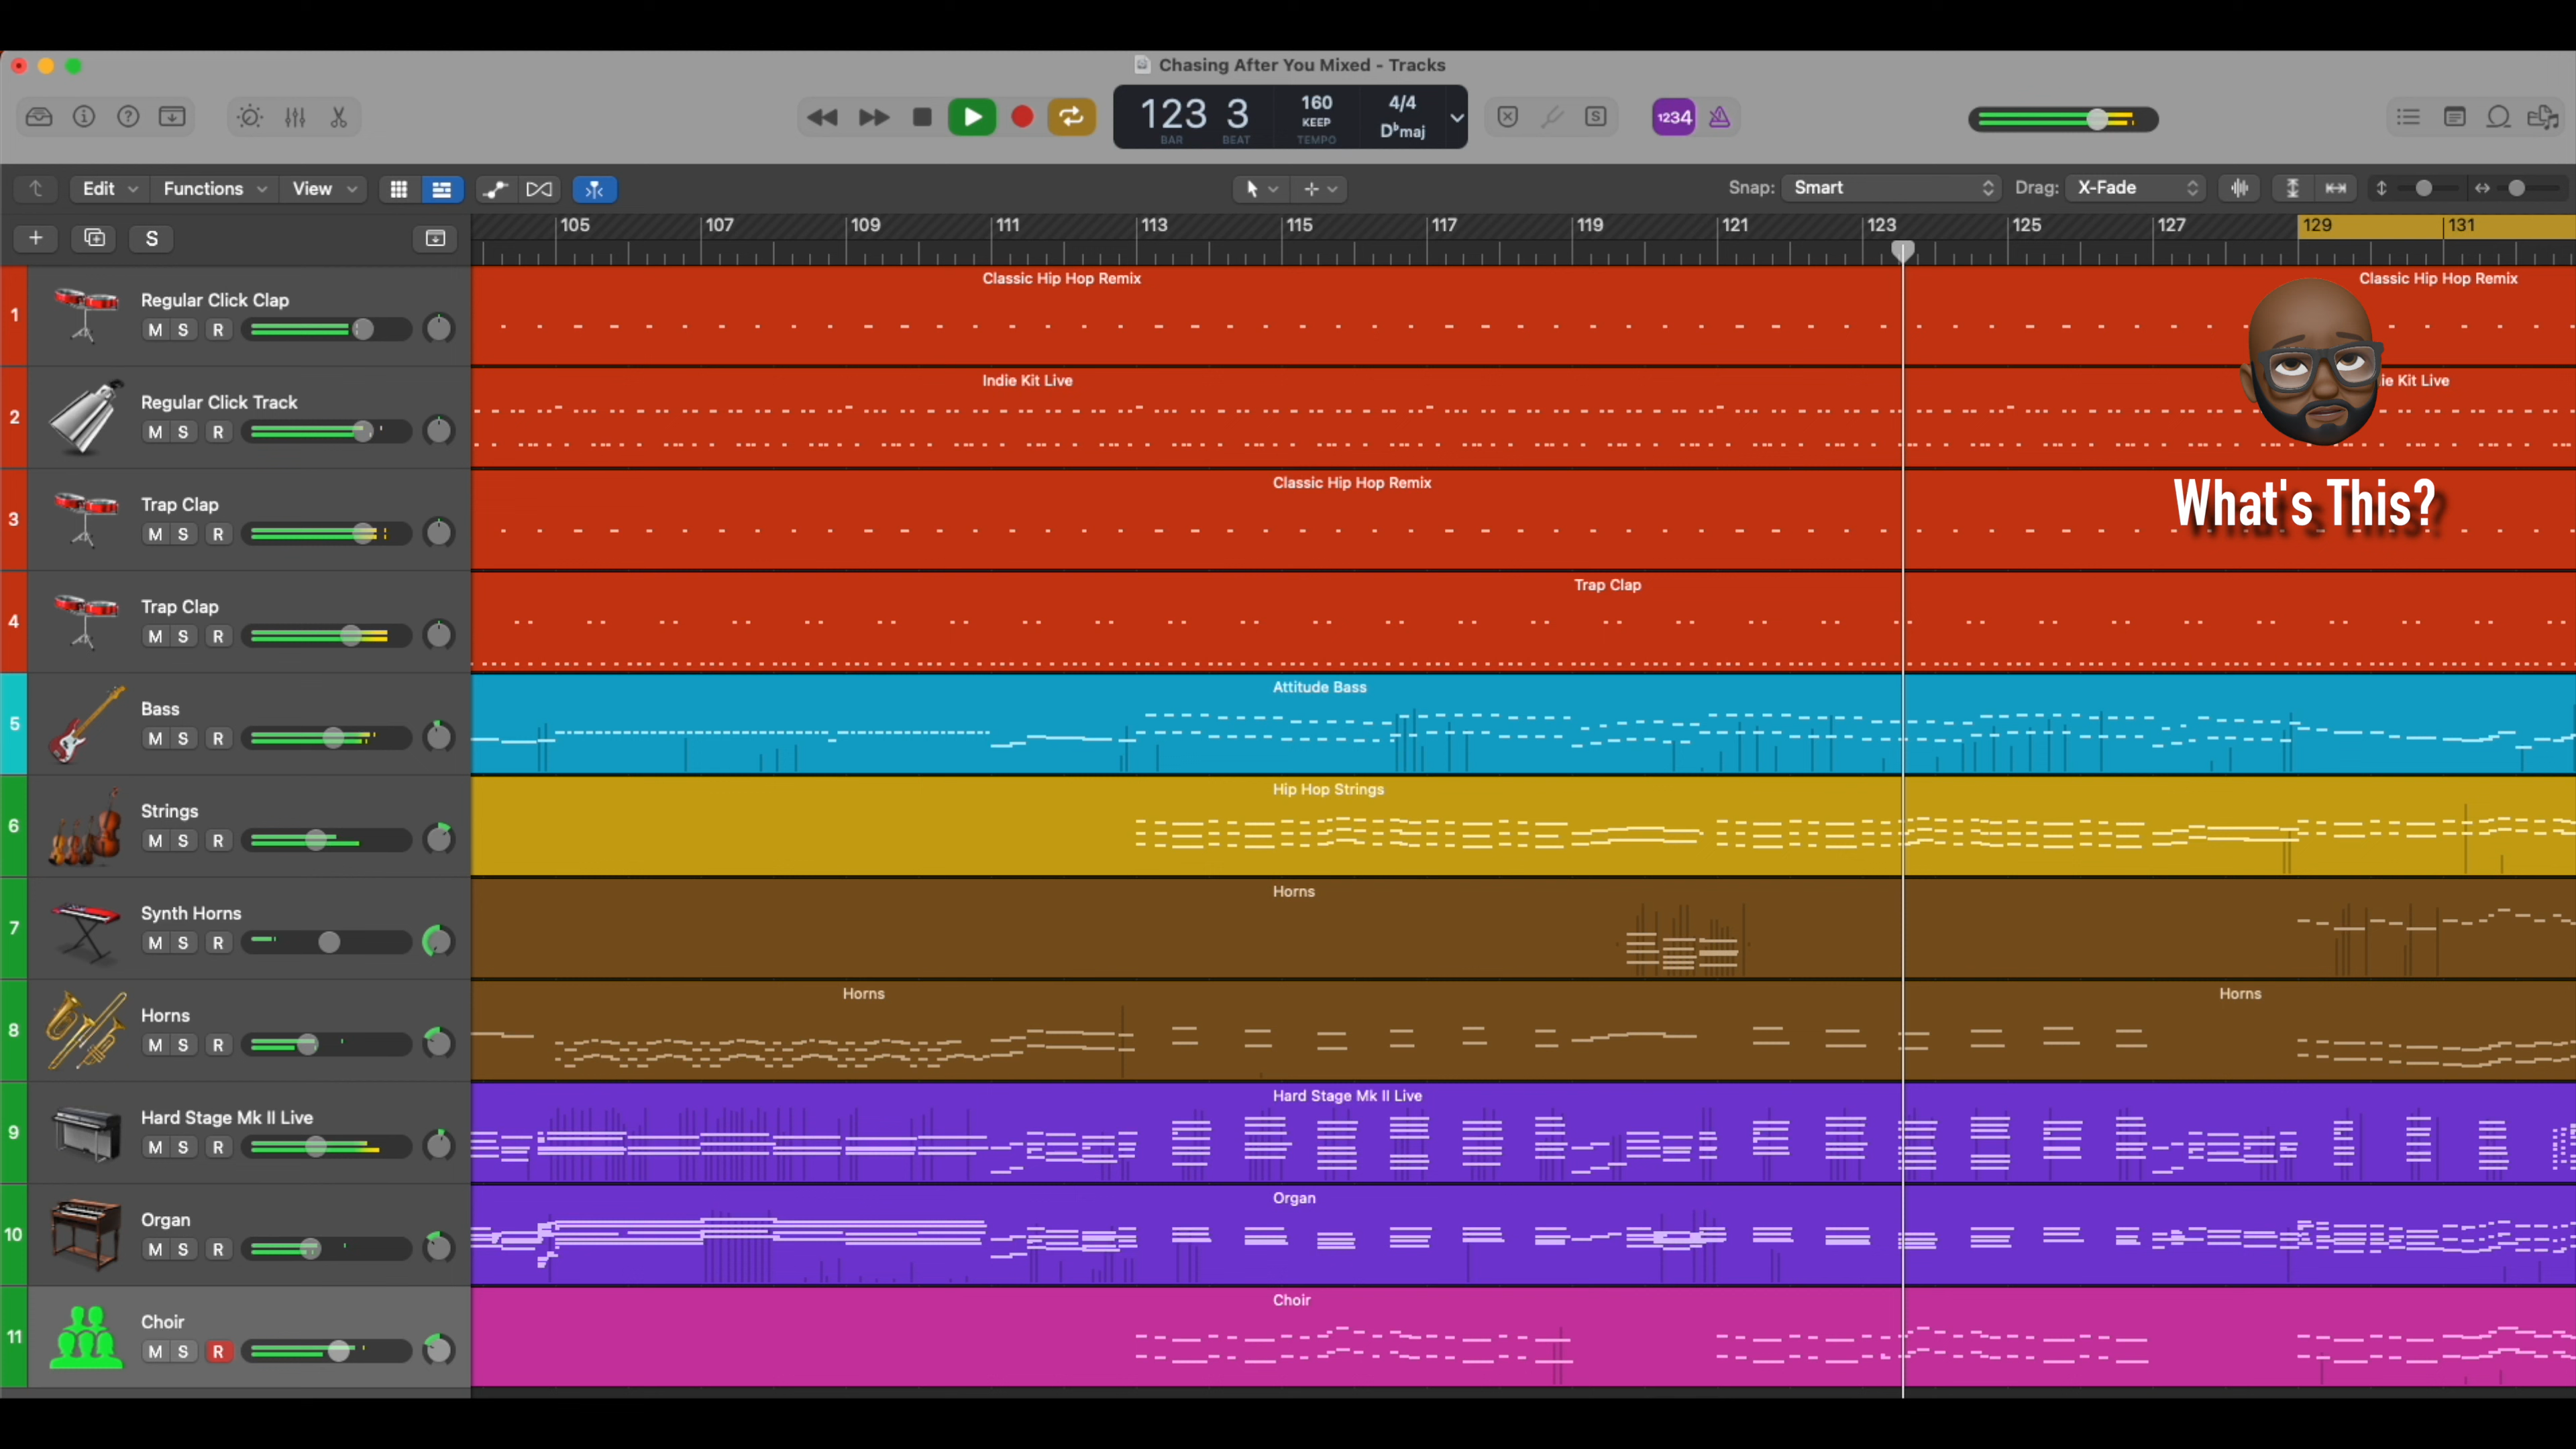 Chasing After You Mixed - Tracks
123 3 160 4/4
KEEP D♭maj
BAR BEAT TEMPO
S 1234
Edit Functions View Snap: Smart Drag: X-Fade
S 105 107 109 111 113 115 117 119 121 123 125 127 129 131
Classic Hip Hop Remix Classic Hip Hop Remix
1 Regular Click Clap
M S R
Indie Kit Live ie Kit Live
2 Regular Click Track
M S R
Classic Hip Hop Remix
3 Trap Clap
What's This?
M S R
Trap Clap
4 Trap Clap
M S R
Attitude Bass
5 Bass
M S R
Hip Hop Strings
6 Strings
M S R
Horns
7 Synth Horns
M S R
Horns Horns
8 Horns
M S R
Hard Stage Mk II Live
9 Hard Stage Mk II Live
M S R
Organ
10 Organ
M S R
Choir
11 Choir
M S R